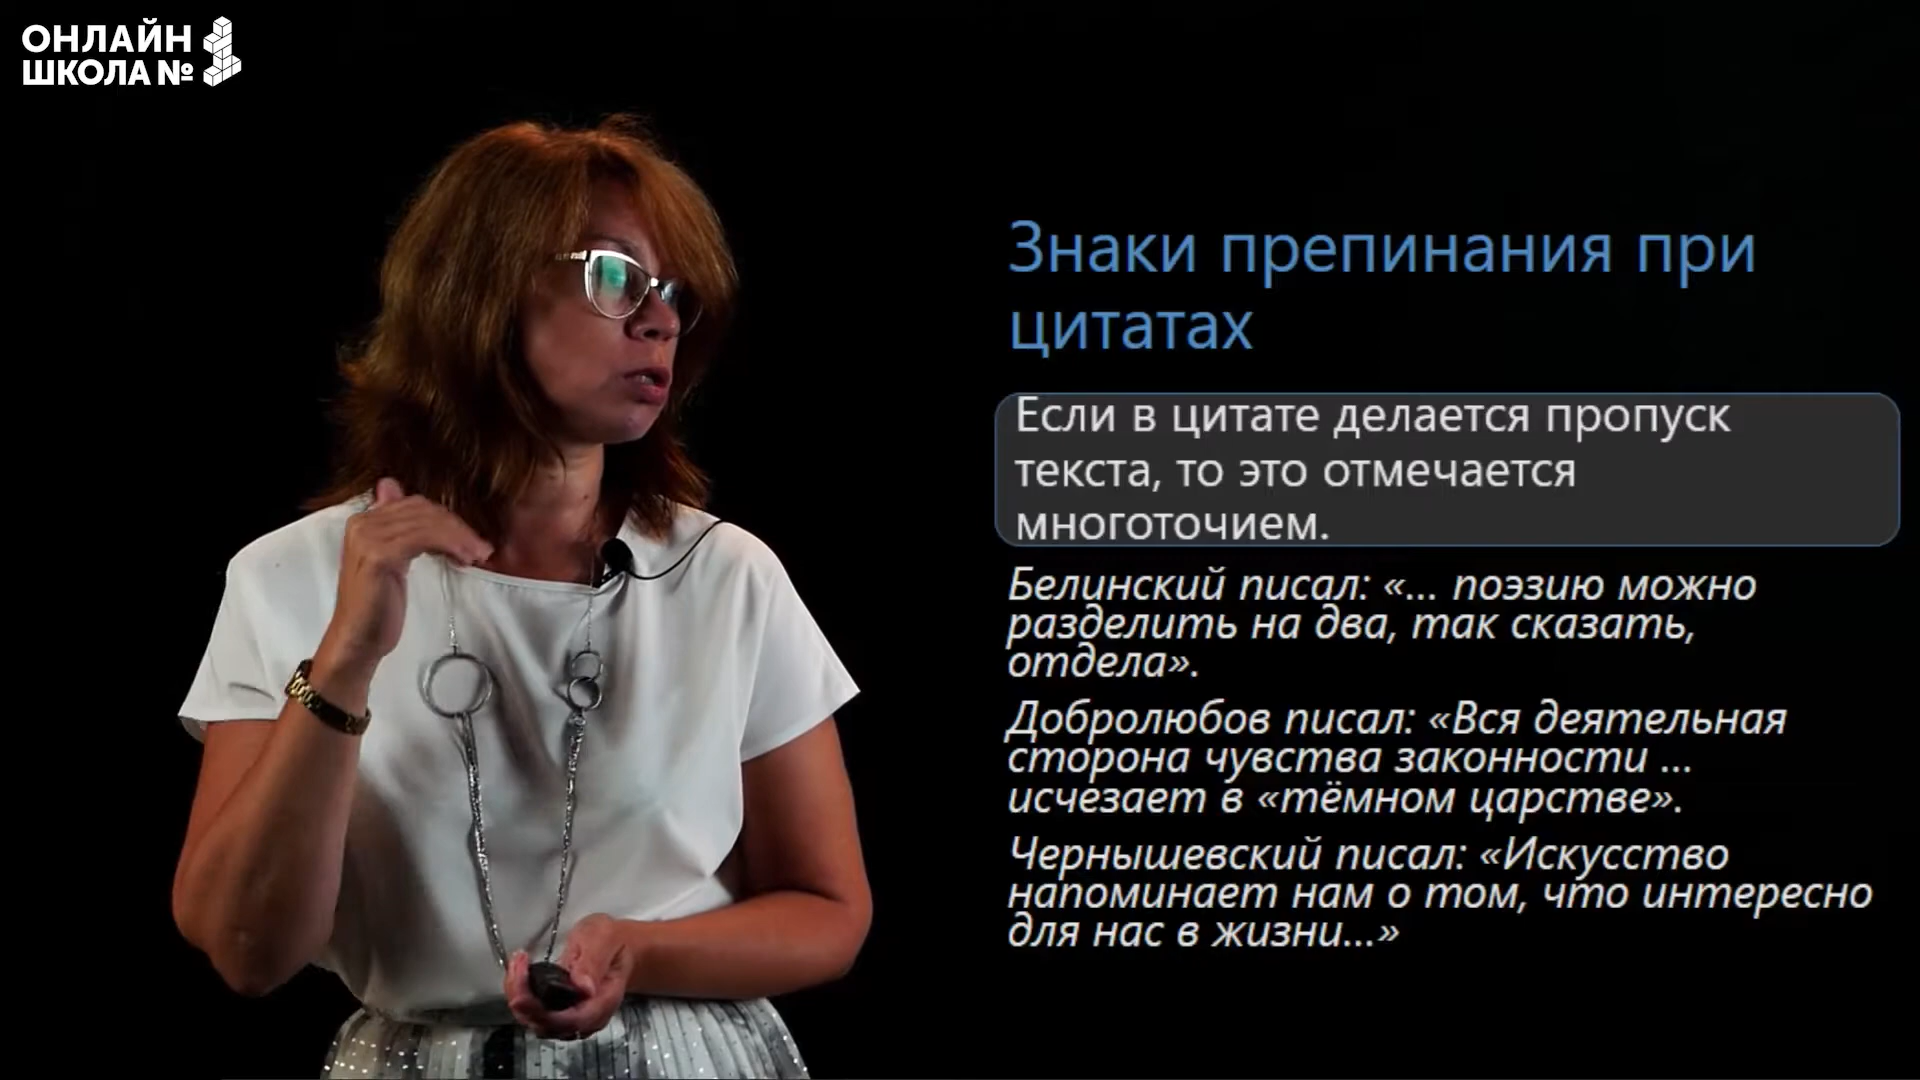 ОНЛАЙН
ШКОЛА №1
Знаки препинания при
цитатах
Если в цитате делается пропуск
текста, то это отмечается
многоточием.
Белинский писал: «... поэзию можно
разделить на два, так сказать,
отдела».
Добролюбов писал: «Вся деятельная
сторона чувства законности ...
исчезает в «тёмном царстве».
Чернышевский писал: «Искусство
напоминает нам о том, что интересно
для нас в жизни...»